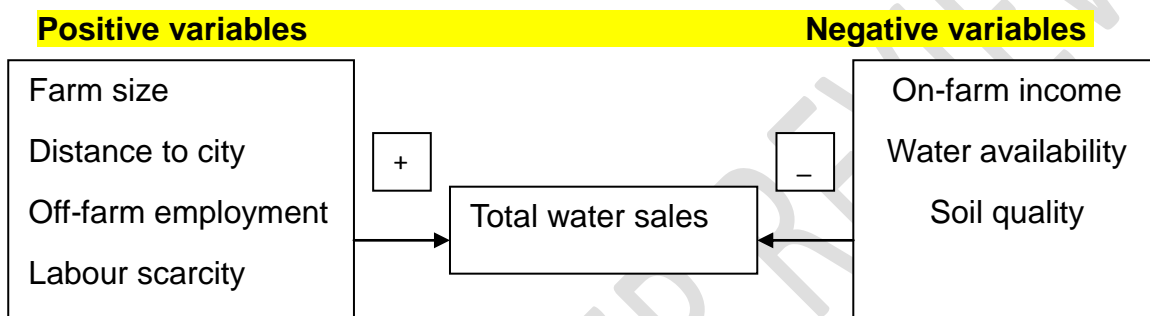 Positive variables Negative variables
Farm size
Distance to city
Off-farm employment
Labour scarcity
+
Total water sales
_
On-farm income
Water availability
Soil quality